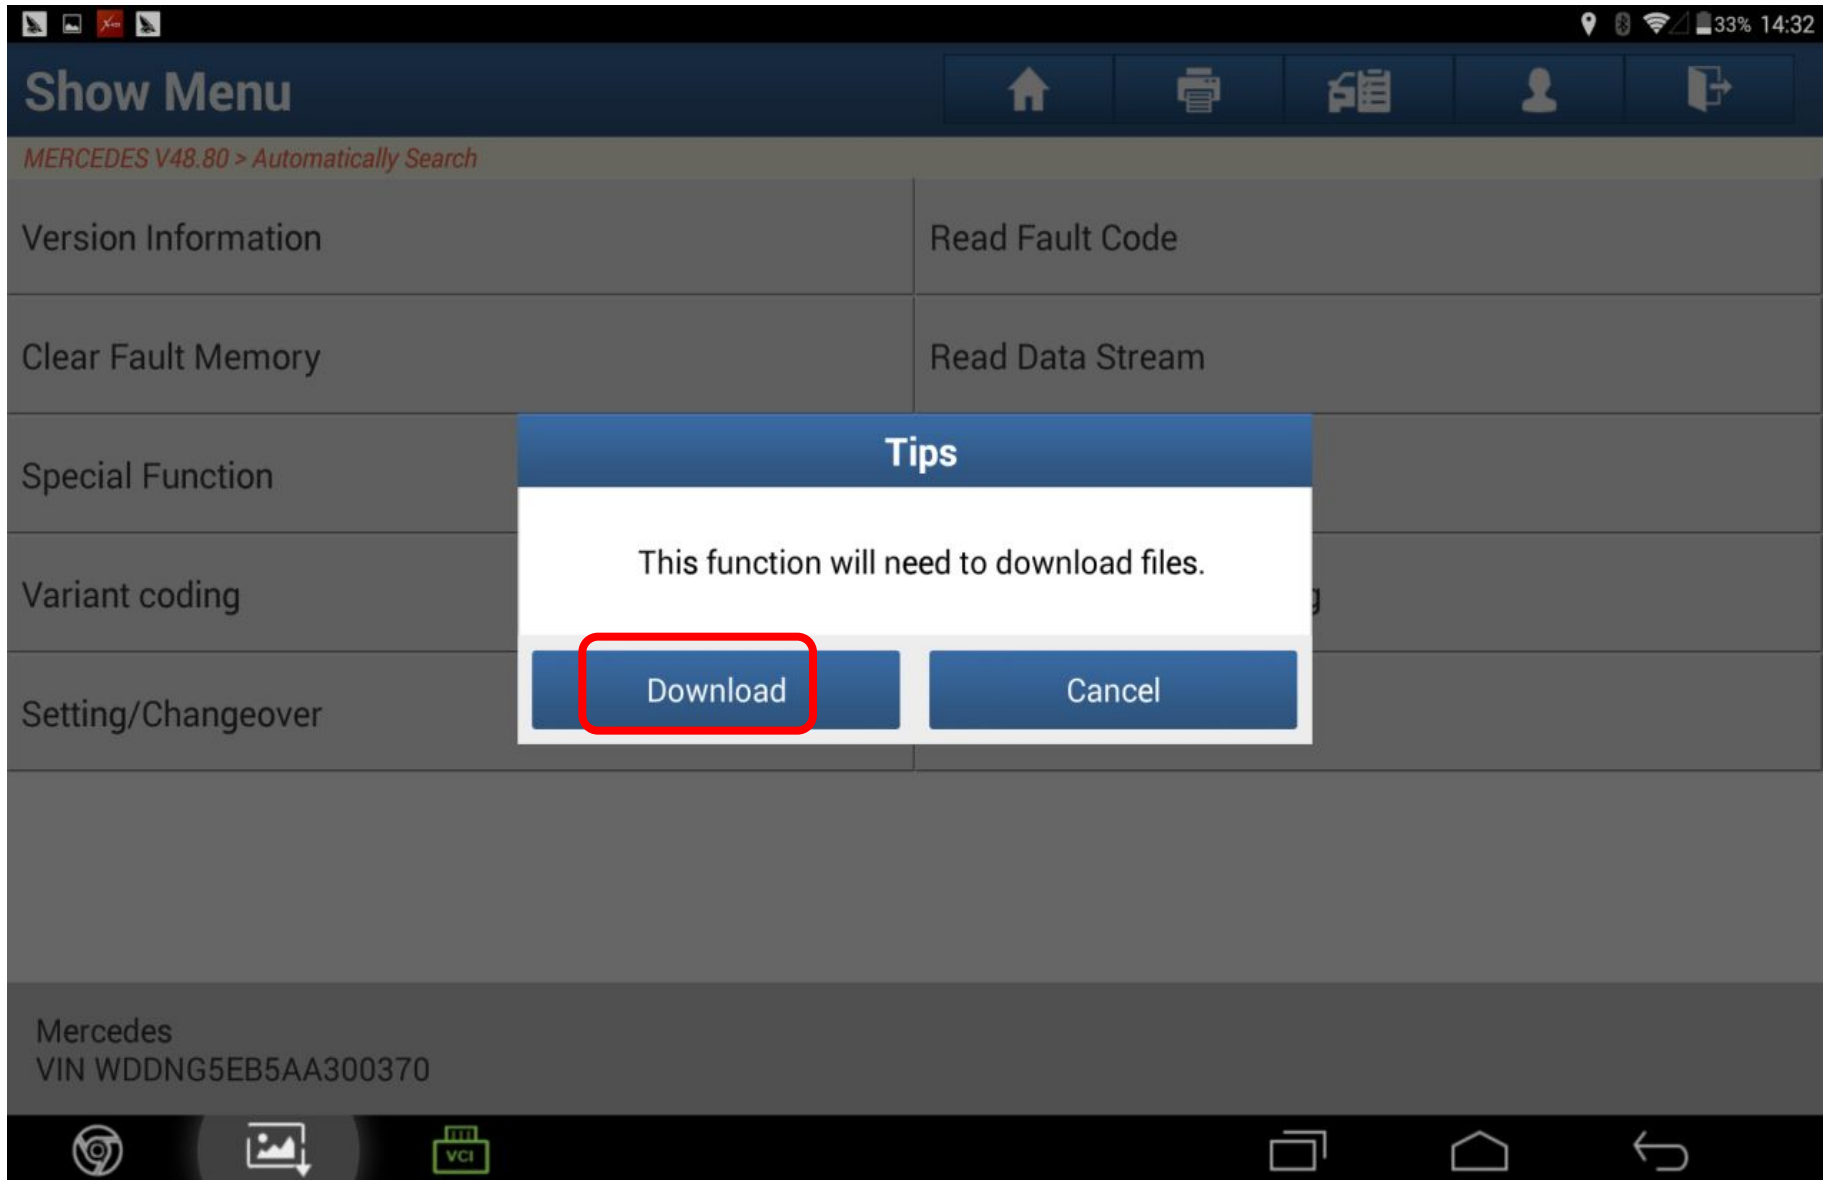 33% 14:32
Show Menu
MERCEDES V48.80 > Automatically Search
Version Information
Read Fault Code
Clear Fault Memory
Read Data Stream
Special Function
Variant coding
Setting/Changeover
Tips
This function will need to download files.
Download
Cancel
Mercedes
VIN WDDNG5EB5AA300370
VCI